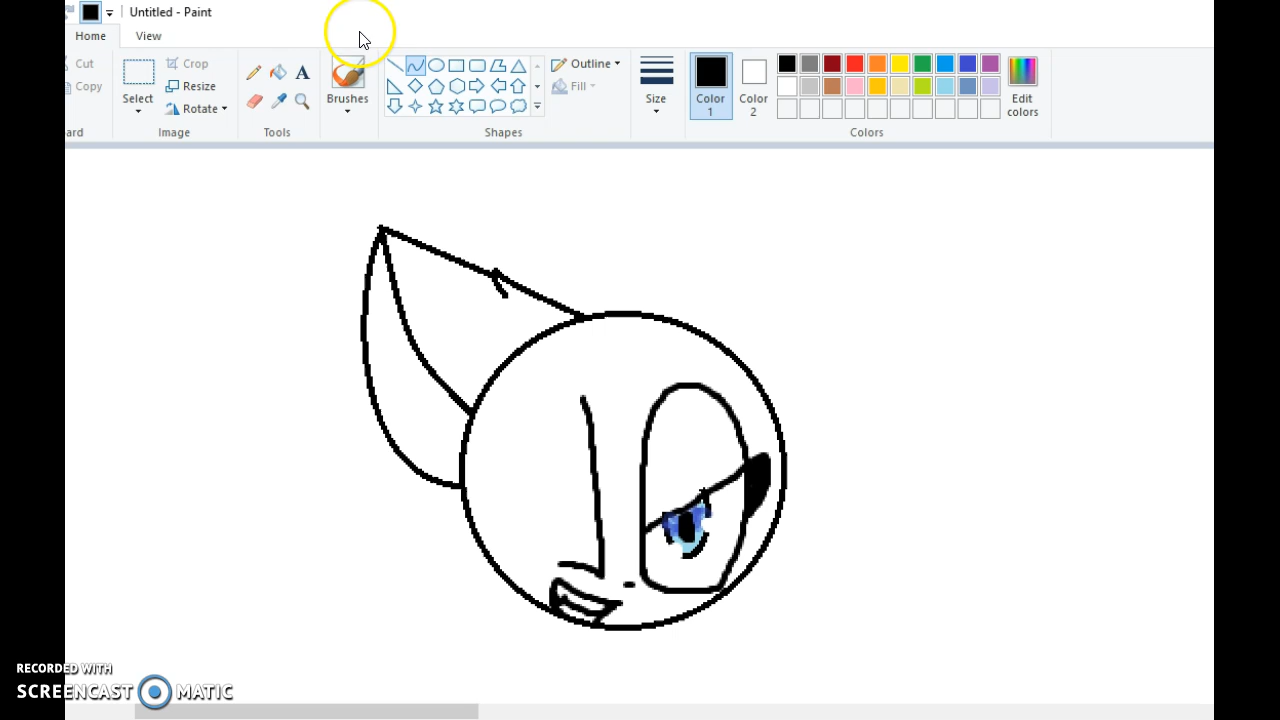 Untitled - Paint
Home View
Cut
Copy
Select
Crop
Resize
Rotate
Image
Tools
Brushes
Shapes
Outline
Fill
Size
Color 1
Color 2
Edit colors
Colors
ard
RECORDED WITH
SCREENCAST MATIC